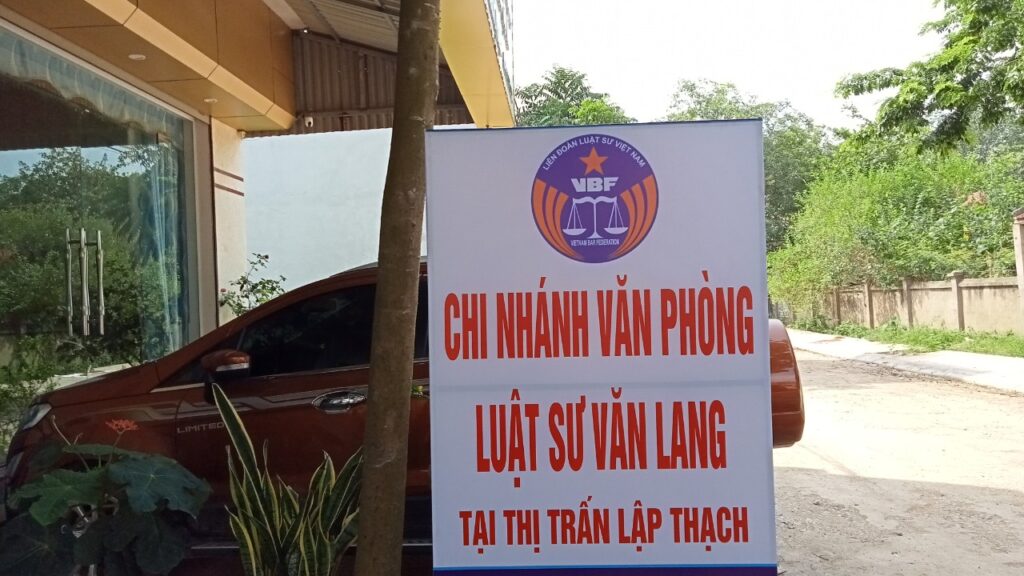 LIÊN ĐOÀN LUẬT SƯ VIỆT NAM
VBF
VIETNAM BAR FEDERATION
CHI NHÁNH VĂN PHÒNG
LUẬT SƯ VĂN LANG
TẠI THỊ TRẤN LẬP THẠCH
LIMITED